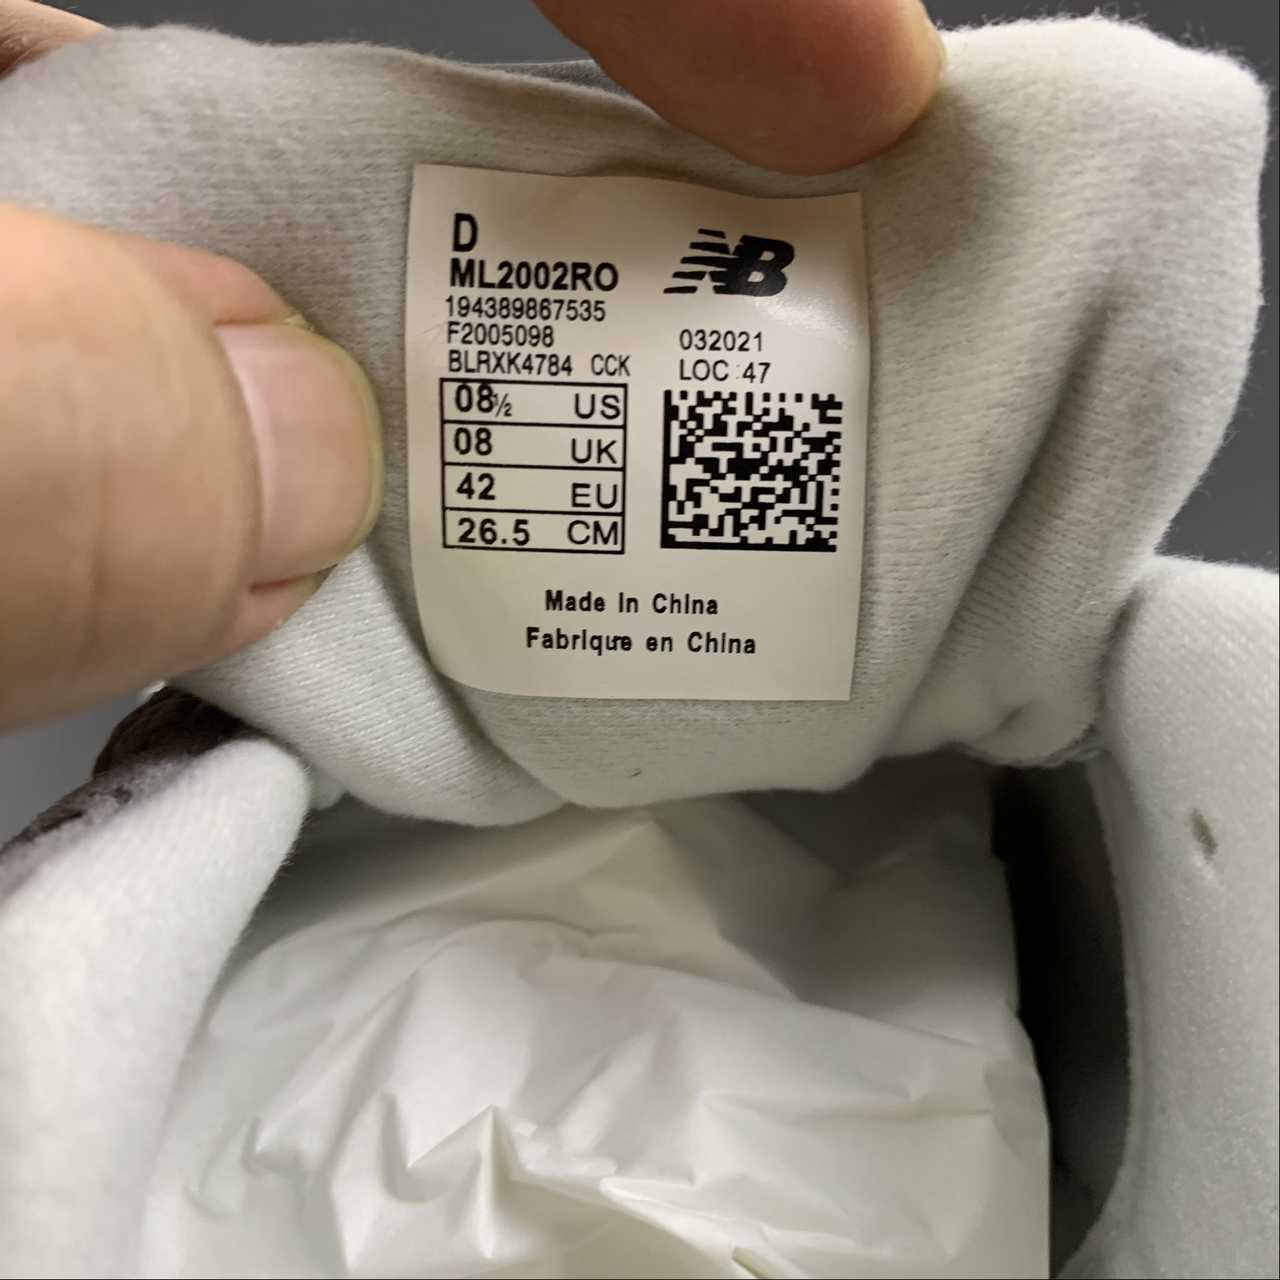 D
NB
ML2002RO
194389867535
F2005098
032021
BLRXK4784 CCK
LOC :47
08½ US
08 UK
42 EU
26.5 CM
Made in China
Fabrique en China